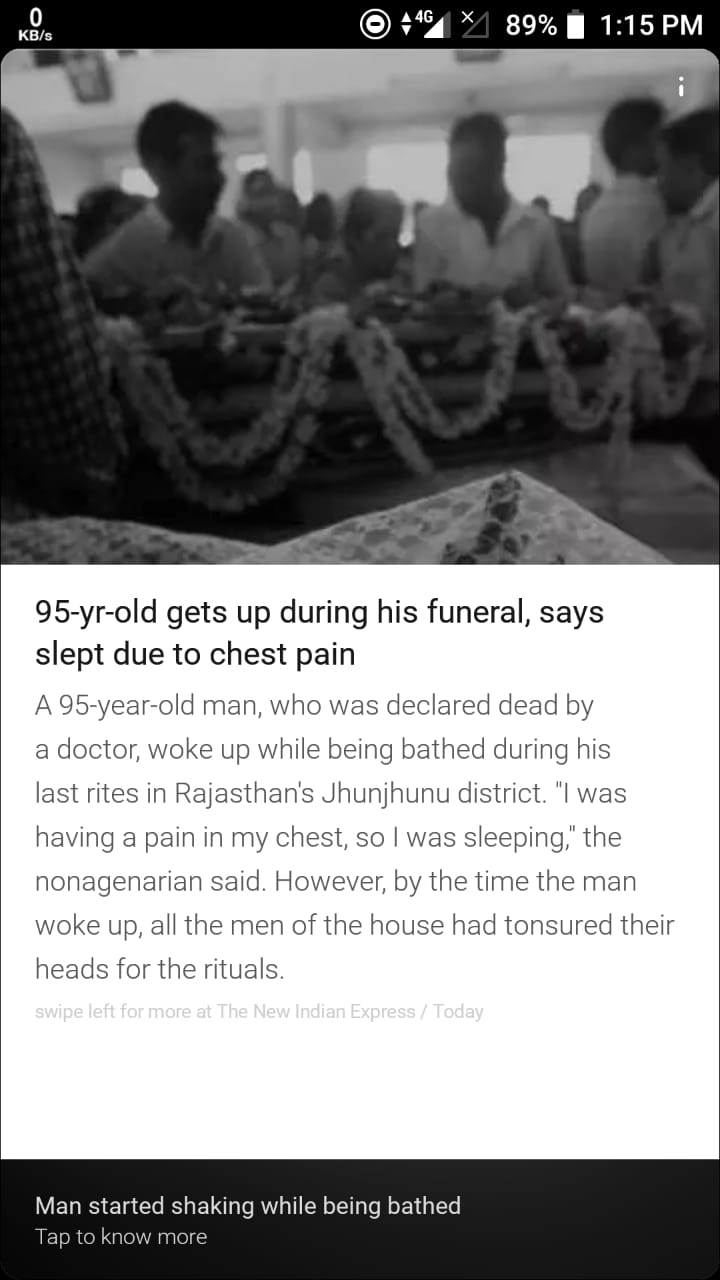 0
KB/s
4G
89%
1:15 PM
95-yr-old gets up during his funeral, says
slept due to chest pain
A 95-year-old man, who was declared dead by
a doctor, woke up while being bathed during his
last rites in Rajasthan's Jhunjhunu district. "I was
having a pain in my chest, so I was sleeping," the
nonagenarian said. However, by the time the man
woke up, all the men of the house had tonsured their
heads for the rituals.
swipe left for more at The New Indian Express / Today
Man started shaking while being bathed
Tap to know more